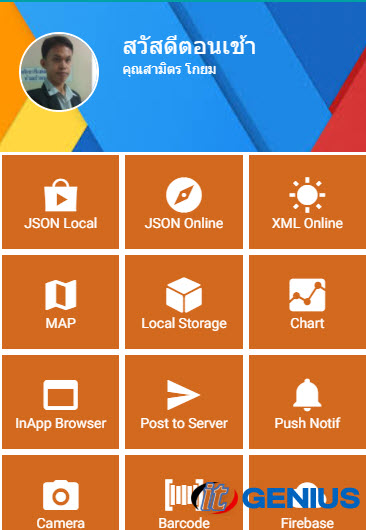 สวัสดีตอนเช้า
คุณสามิตร โกยม
JSON Local
JSON Online
XML Online
MAP
Local Storage
Chart
InApp Browser
Post to Server
Push Notif
Camera
Barcode
Firebase
it GENIUS